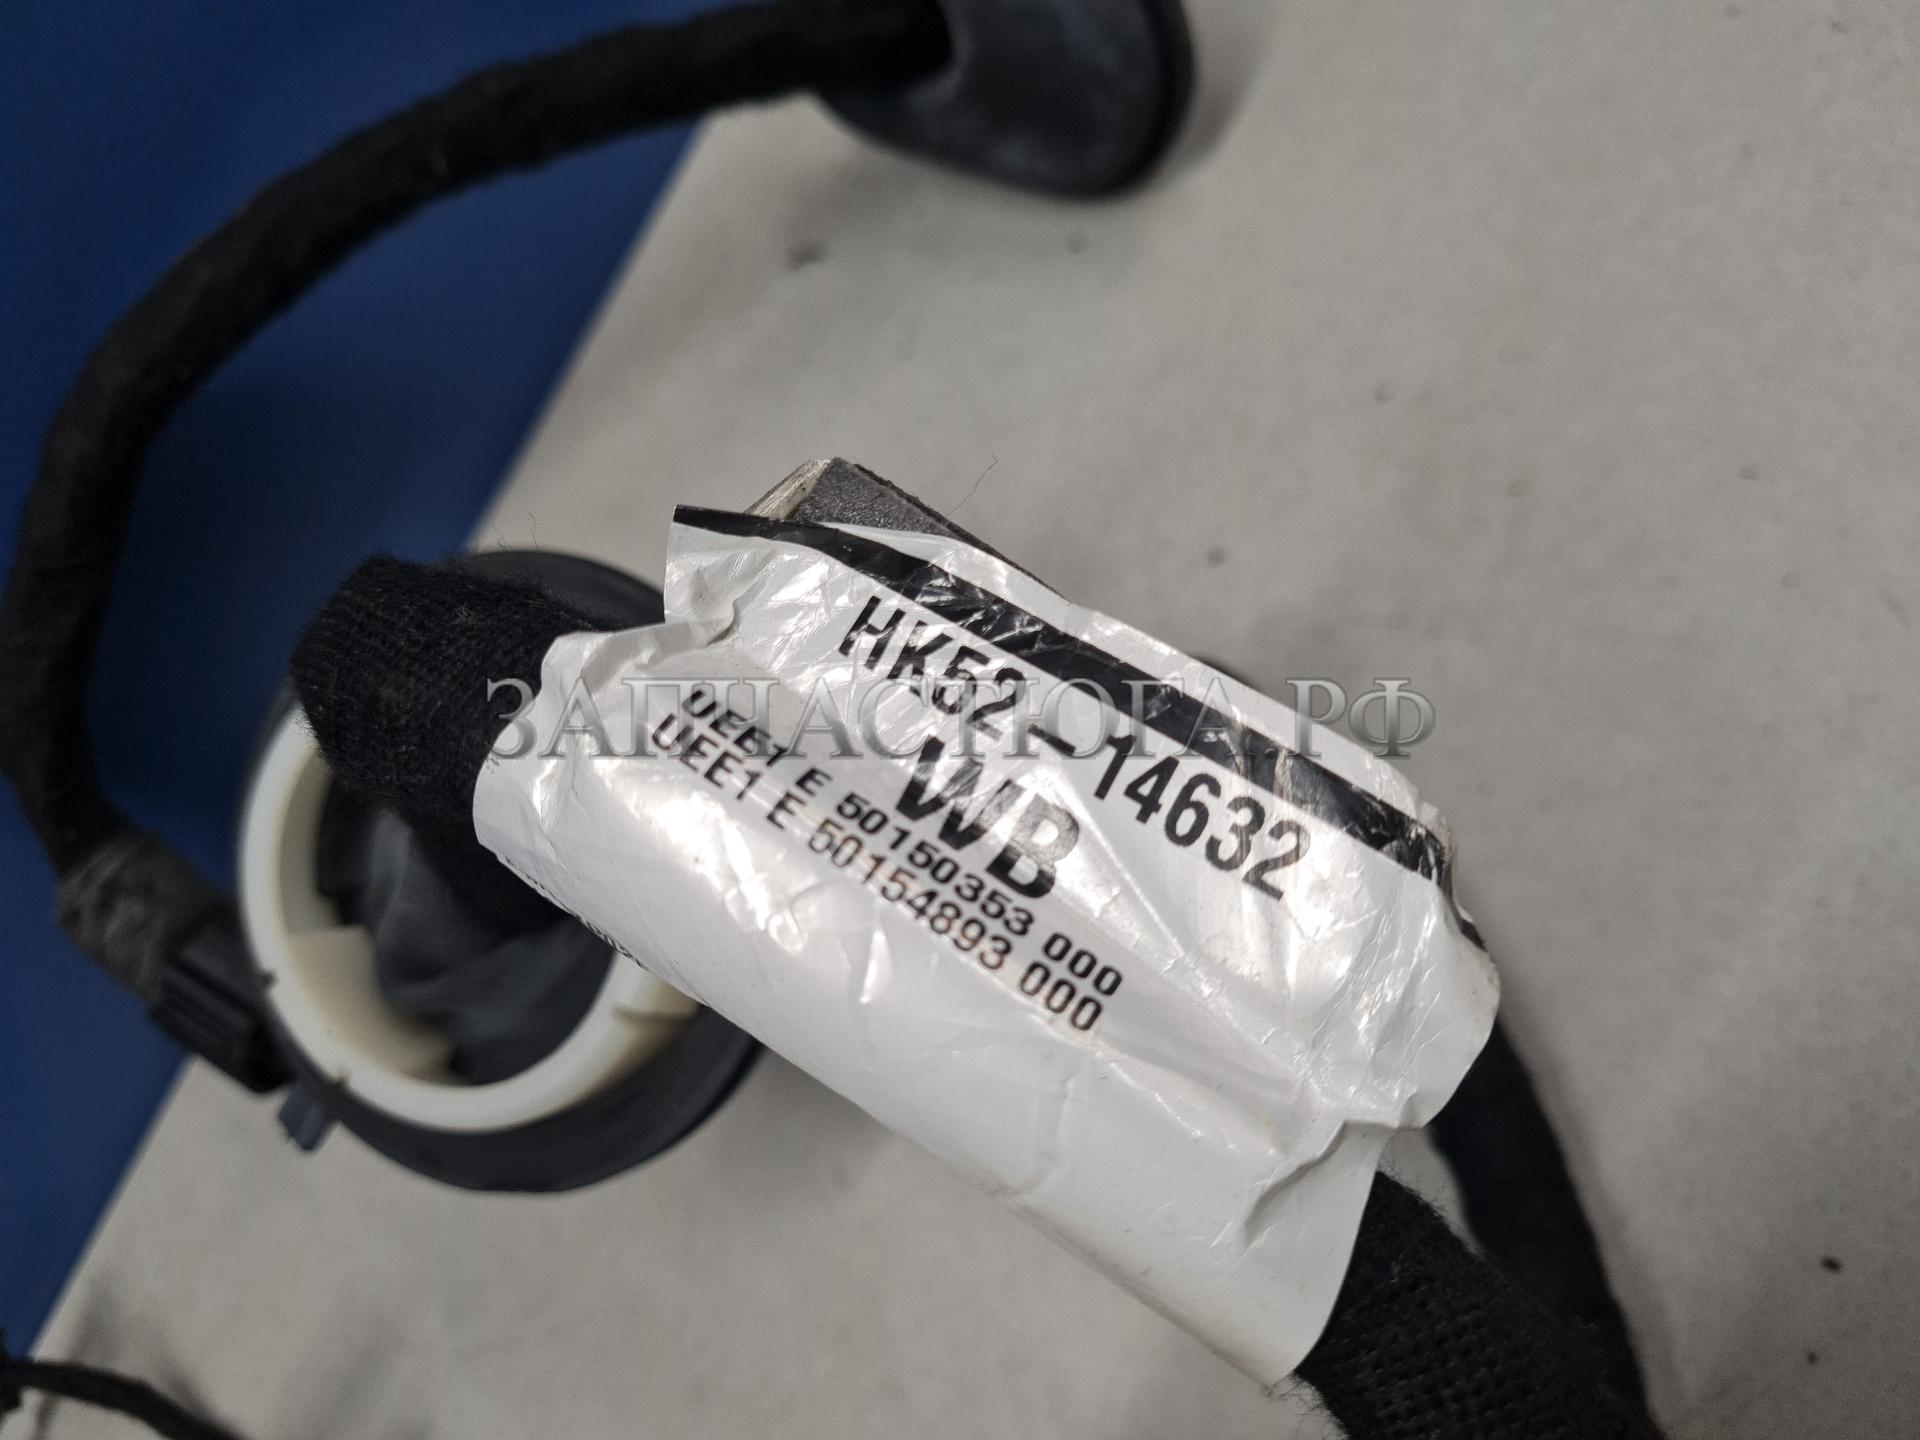 HK52-14632
WB
UEE1 E 50150353 000
UEE1 E 50154893 000
ЗАПЧАСТЮГА.РФ